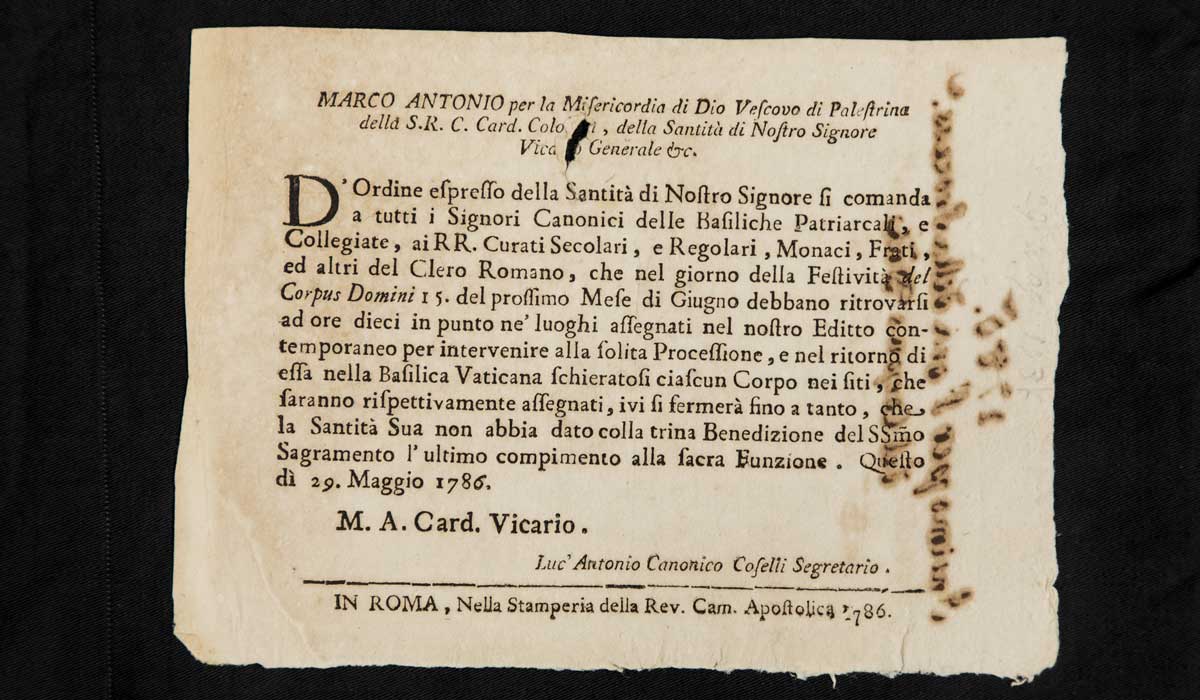 MARCO ANTONIO per la Miſericordia di Dio Veſcovo di Paleſtrina
della S. R. C. Card. , della Santità di Noſtro Signore
Generale &c.
D'Ordine eſpreſſo della Santità di Noſtro Signore ſi comanda
a tutti i Signori Canonici delle Baſiliche Patriarcali, e
Collegiate, ai RR. Curati Secolari, e Regolari, Monaci, Frati,
ed altri del Clero Romano, che nel giorno della Feſtività del
Corpus Domini 15. del proſſimo Meſe di Giugno debbano ritrovarſi
ad ore dieci in punto ne' luoghi aſſegnati nel noſtro Editto con-
temporaneo per intervenire alla ſolita Proceſſione, e nel ritorno di
eſſa nella Baſilica Vaticana ſchieratoſi ciaſcun Corpo nei ſiti, che
ſaranno riſpettivamente aſſegnati, ivi ſi fermerà fino a tanto, che
la Santità Sua non abbia dato colla trina Benedizione del SSm̃o
Sagramento l'ultimo compimento alla ſacra Funzione. Queſto
dì 29. Maggio 1786.
M. A. Card. Vicario.
Luc' Antonio Canonico Coſelli Segretario.
IN ROMA, Nella Stamperia della Rev. Cam. Apoſtolica 1786.